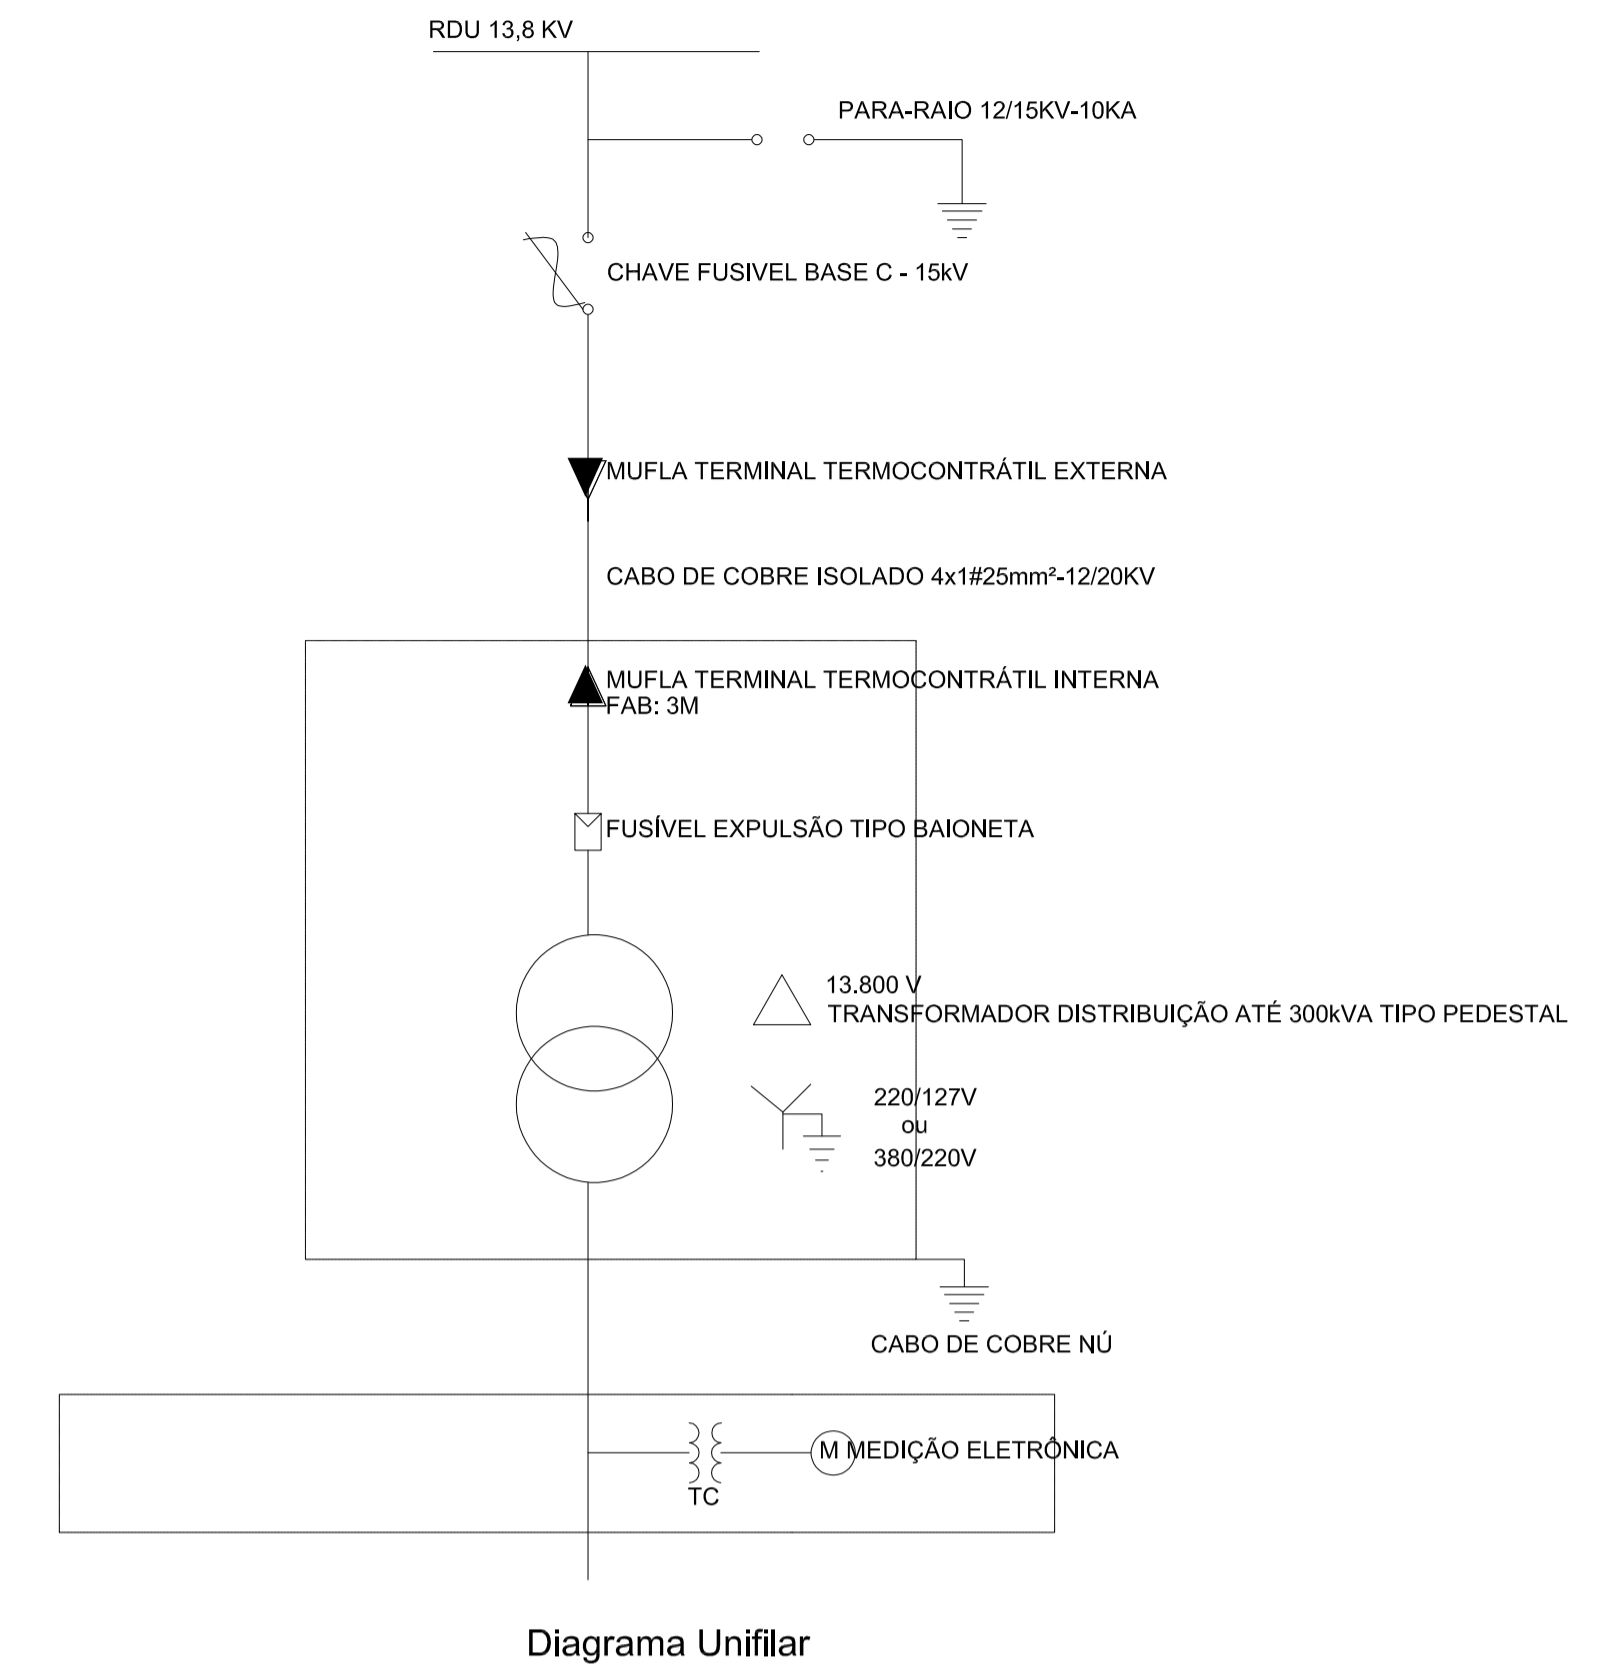 RDU 13,8 KV
PARA-RAIO 12/15KV-10KA
CHAVE FUSIVEL BASE C - 15kV
MUFLA TERMINAL TERMOCONTRÁTIL EXTERNA
CABO DE COBRE ISOLADO 4x1#25mm²-12/20KV
MUFLA TERMINAL TERMOCONTRÁTIL INTERNA
FAB: 3M
FUSÍVEL EXPULSÃO TIPO BAIONETA
13.800 V
TRANSFORMADOR DISTRIBUIÇÃO ATÉ 300kVA TIPO PEDESTAL
220/127V
ou
380/220V
CABO DE COBRE NÚ
M MEDIÇÃO ELETRÔNICA
TC
Diagrama Unifilar